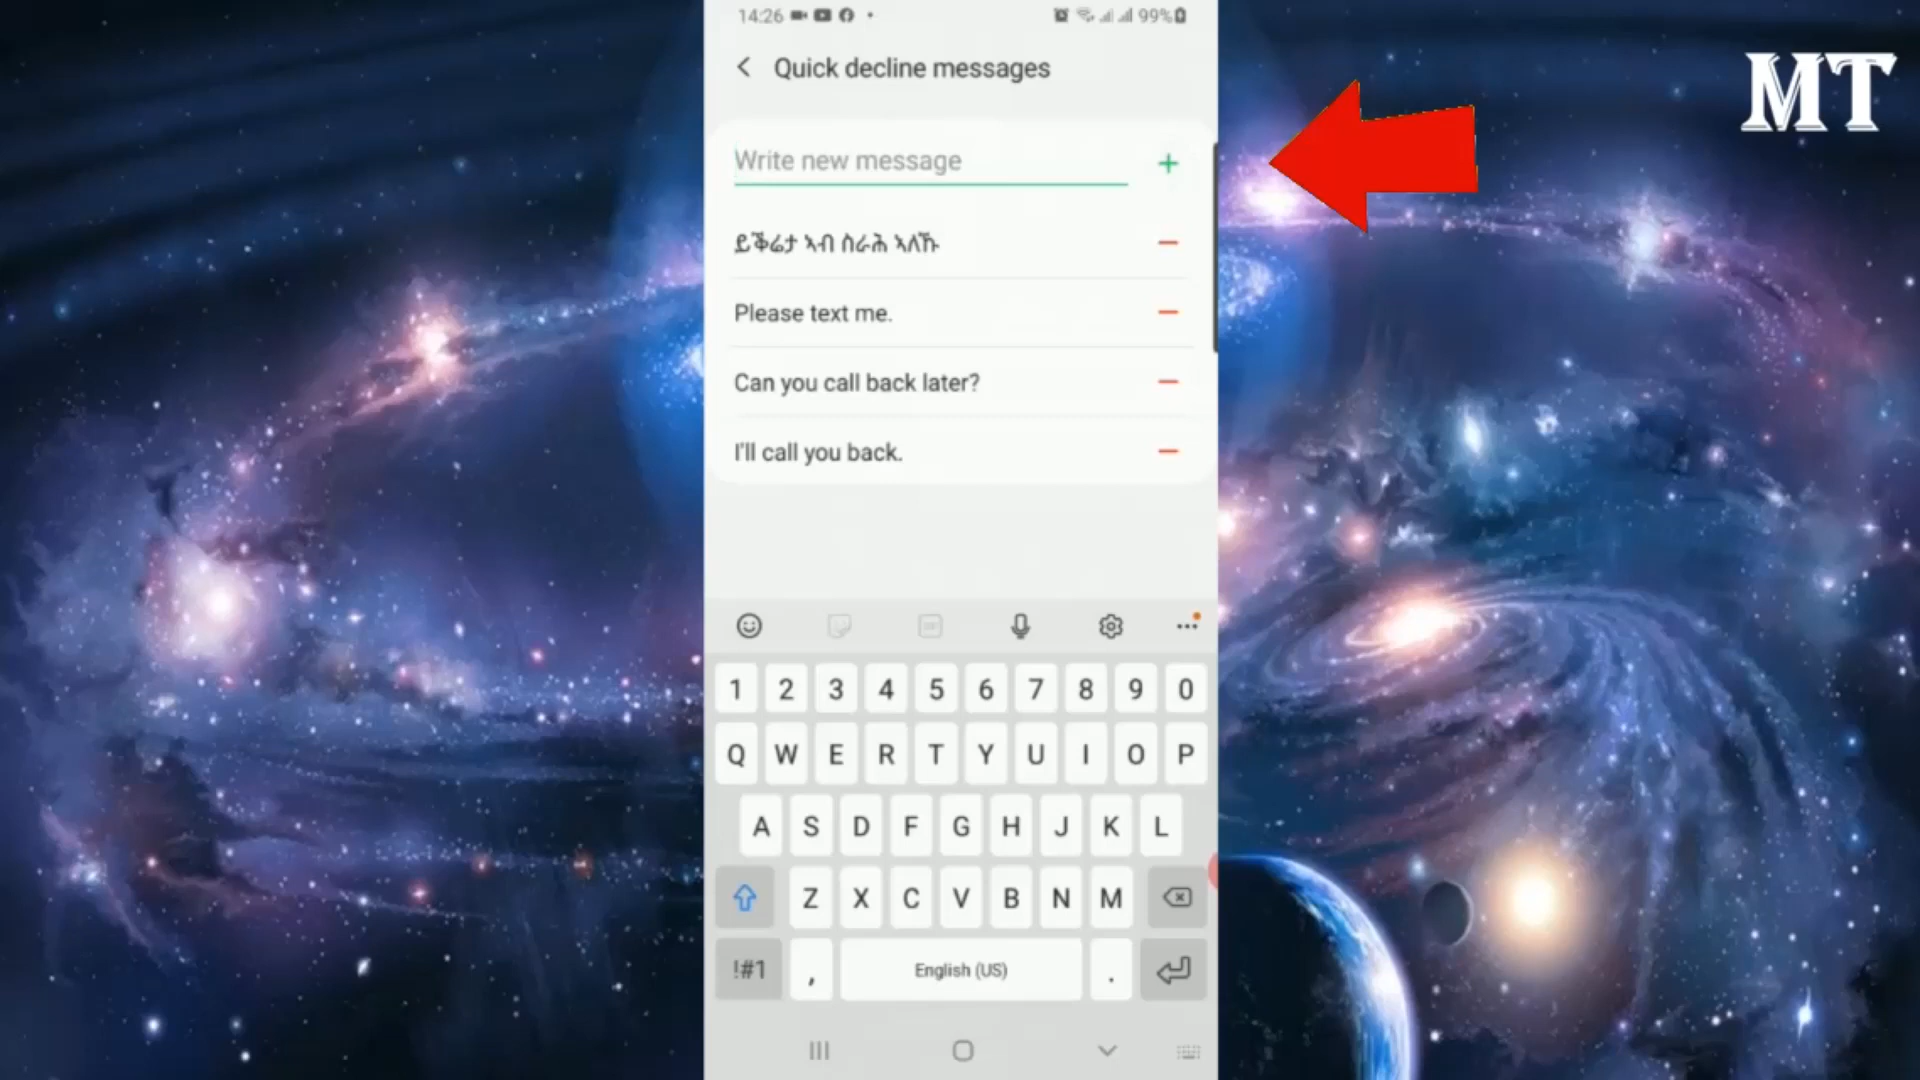 14:26 99%
MT
Quick decline messages
Write new message
ይቕሬታ ኣብ ስራሕ ኣለኹ
Please text me.
Can you call back later?
I'll call you back.
GIF
1 2 3 4 5 6 7 8 9 0
Q W E R T Y U I O P
A S D F G H J K L
Z X C V B N M
!#1 , English (US) .